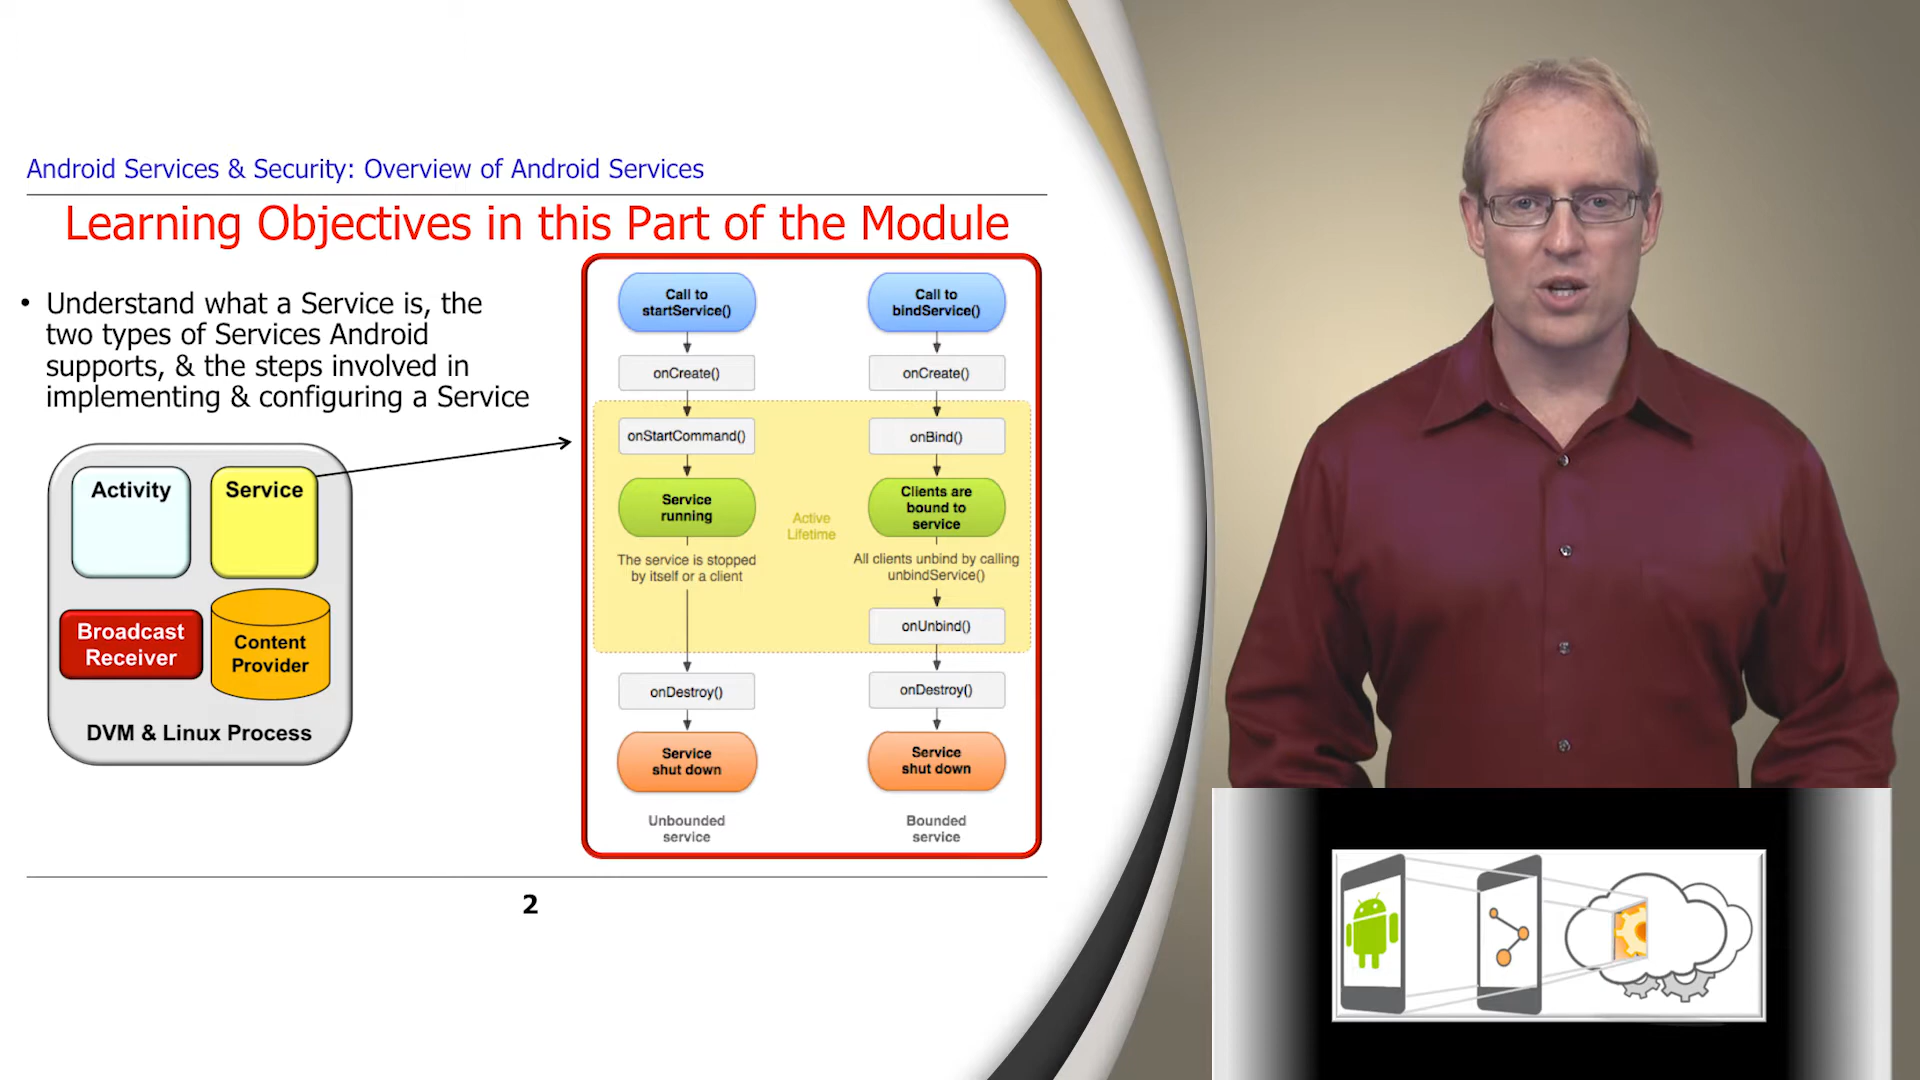 Android Services & Security: Overview of Android Services
Learning Objectives in this Part of the Module
• Understand what a Service is, the
two types of Services Android
supports, & the steps involved in
implementing & configuring a Service
Activity
Service
Broadcast
Receiver
Content
Provider
DVM & Linux Process
Call to
startService()
onCreate()
onStartCommand()
Service
running
The service is stopped
by itself or a client
onDestroy()
Service
shut down
Unbounded
service
Active
Lifetime
Call to
bindService()
onCreate()
onBind()
Clients are
bound to
service
All clients unbind by calling
unbindService()
onUnbind()
onDestroy()
Service
shut down
Bounded
service
2